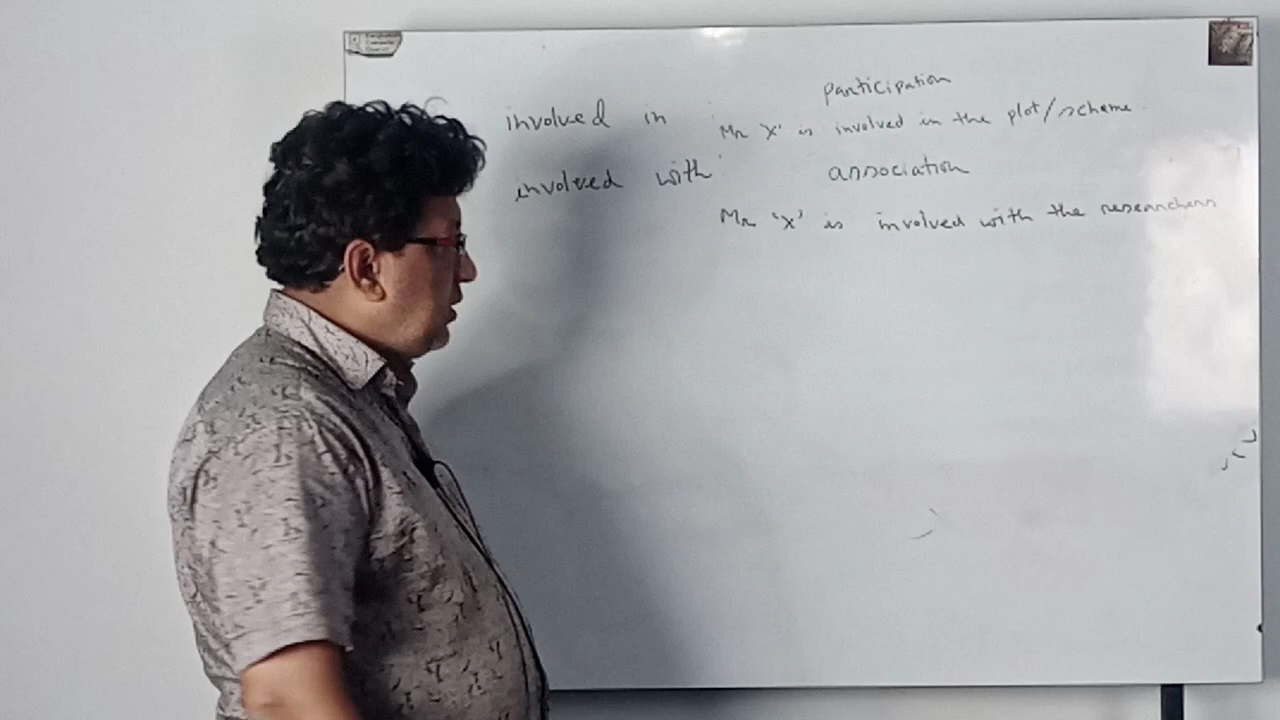 participation
involved in Mr 'X' is involved in the plot/scheme
involved with association
Mr 'X' is involved with the researchers